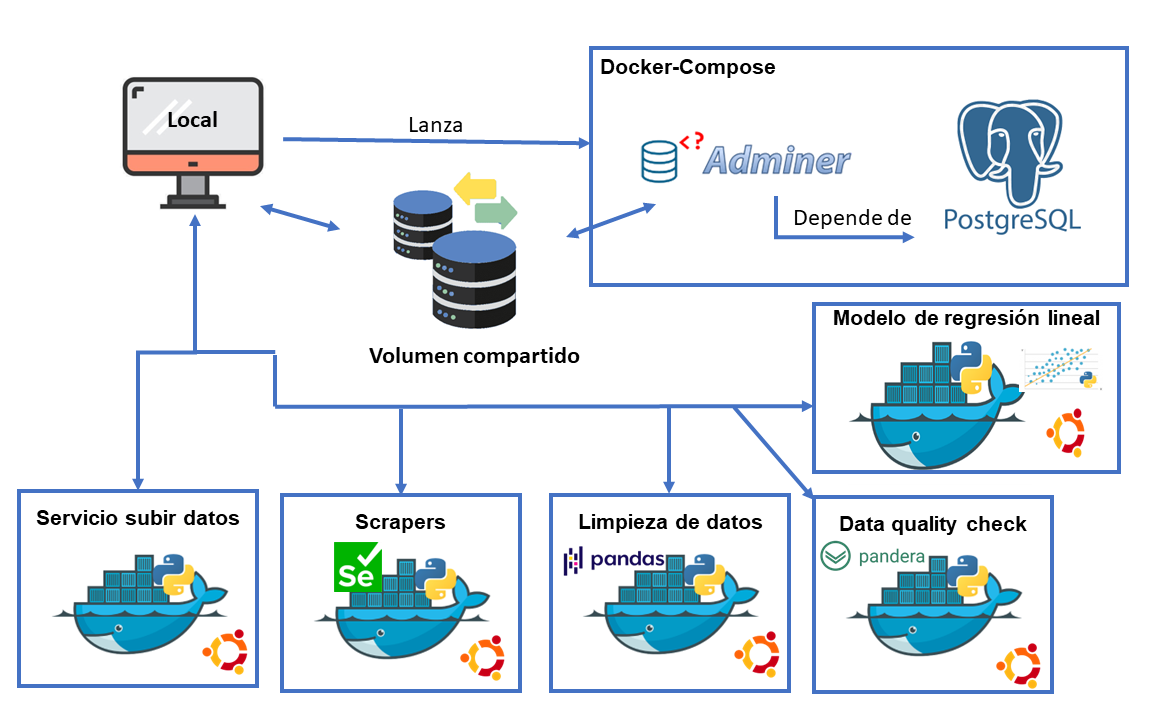 Docker-Compose
Local
Lanza
<?
Adminer
Depende de
PostgreSQL
Volumen compartido
Modelo de regresión lineal
Servicio subir datos
Scrapers
Se
Limpieza de datos
pandas
Data quality check
pandera